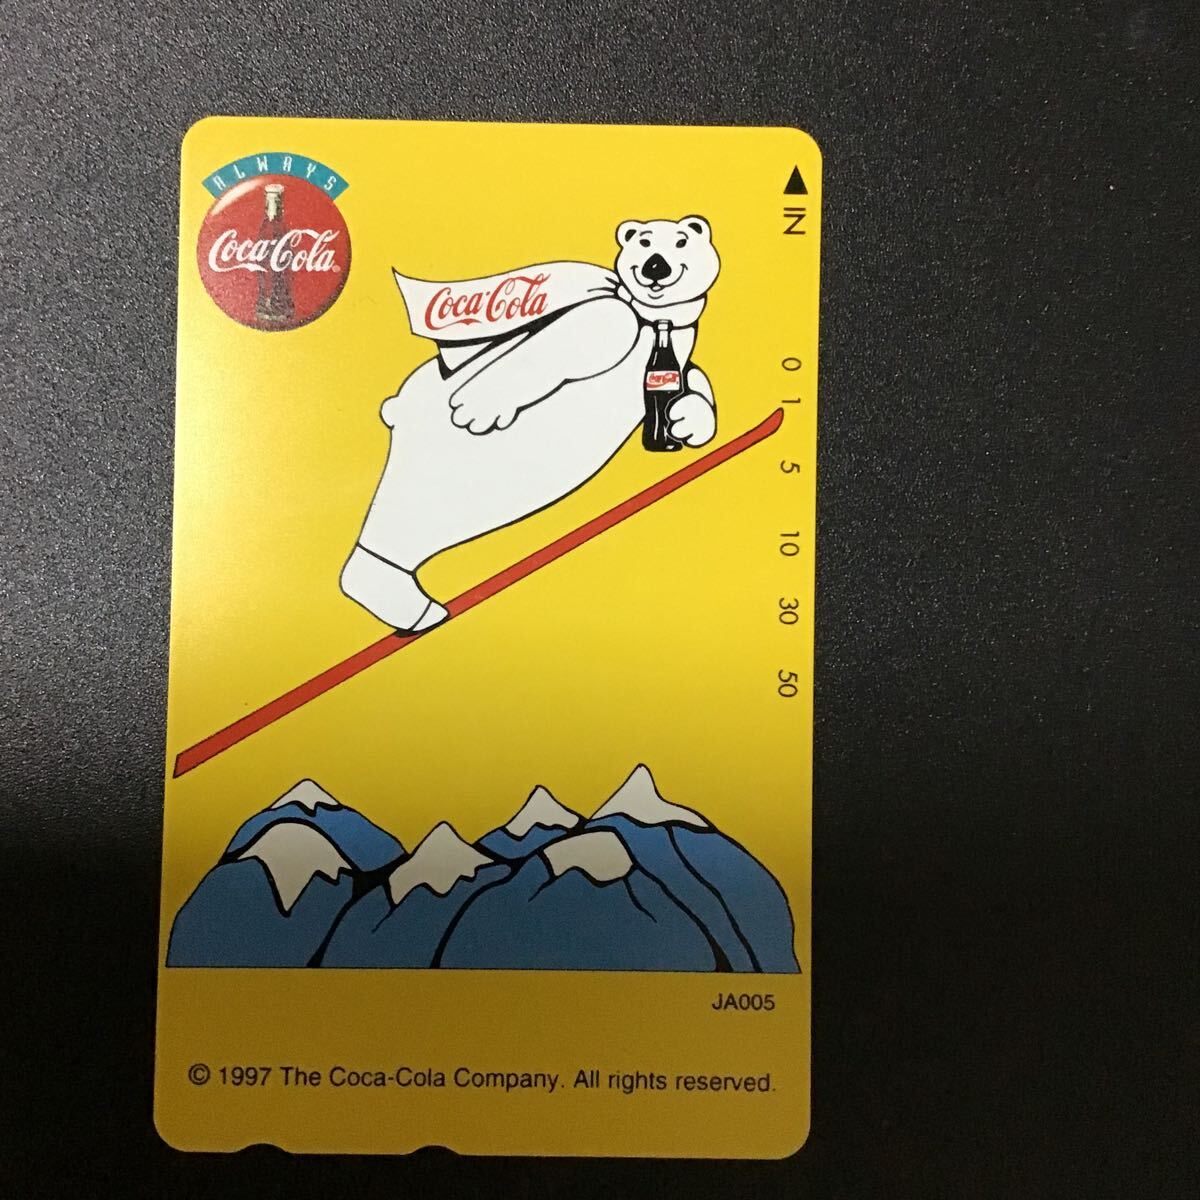 ALWAYS
Coca-Cola®
IN
Coca-Cola
Coca-Cola
0
1
5
10
30
50
JA005
© 1997 The Coca-Cola Company. All rights reserved.